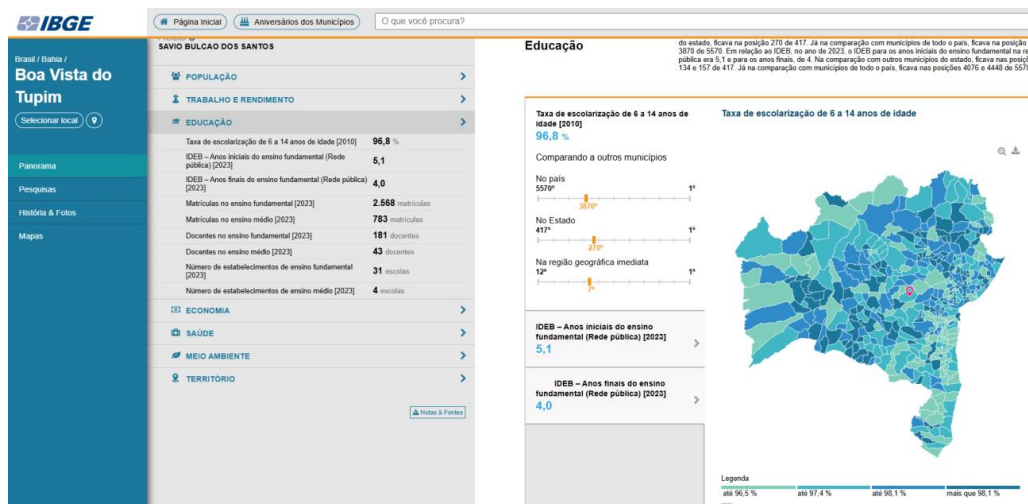 IBGE
Página Inicial
Aniversários dos Municípios
O que você procura?
Brasil / Bahia /
Boa Vista do
Tupim
Selecionar local
Panorama
Pesquisas
História & Fotos
Mapas
SAVIO BULCAO DOS SANTOS
POPULAÇÃO
TRABALHO E RENDIMENTO
EDUCAÇÃO
Taxa de escolarização de 6 a 14 anos de idade [2010] 96,8 %
IDEB – Anos iniciais do ensino fundamental (Rede
pública) [2023] 5,1
IDEB – Anos finais do ensino fundamental (Rede pública)
[2023] 4,0
Matrículas no ensino fundamental [2023] 2.568 matrículas
Matrículas no ensino médio [2023] 783 matrículas
Docentes no ensino fundamental [2023] 181 docentes
Docentes no ensino médio [2023] 43 docentes
Número de estabelecimentos de ensino fundamental
[2023] 31 escolas
Número de estabelecimentos de ensino médio [2023] 4 escolas
ECONOMIA
SAÚDE
MEIO AMBIENTE
TERRITÓRIO
Notas & Fontes
Educação
do estado, ficava na posição 270 de 417. Já na comparação com municípios de todo o país, ficava na posição
3870 de 5570. Em relação ao IDEB, no ano de 2023, o IDEB para os anos iniciais do ensino fundamental na
pública era 5,1 e para os anos finais, de 4. Na comparação com outros municípios do estado, ficava nas
134 e 157 de 417. Já na comparação com municípios de todo o país, ficava nas posições 4076 e 4448 de 5570
Taxa de escolarização de 6 a 14 anos de
idade [2010]
96,8 %
Comparando a outros municípios
No país
5570º 1º
3870º
No Estado
417º 1º
270º
Na região geográfica imediata
12º 1º
7º
IDEB – Anos iniciais do ensino
fundamental (Rede pública) [2023]
5,1
IDEB – Anos finais do ensino
fundamental (Rede pública) [2023]
4,0
Taxa de escolarização de 6 a 14 anos de idade
Legenda
até 96,5 % até 97,4 % até 98,1 % mais que 98,1 %